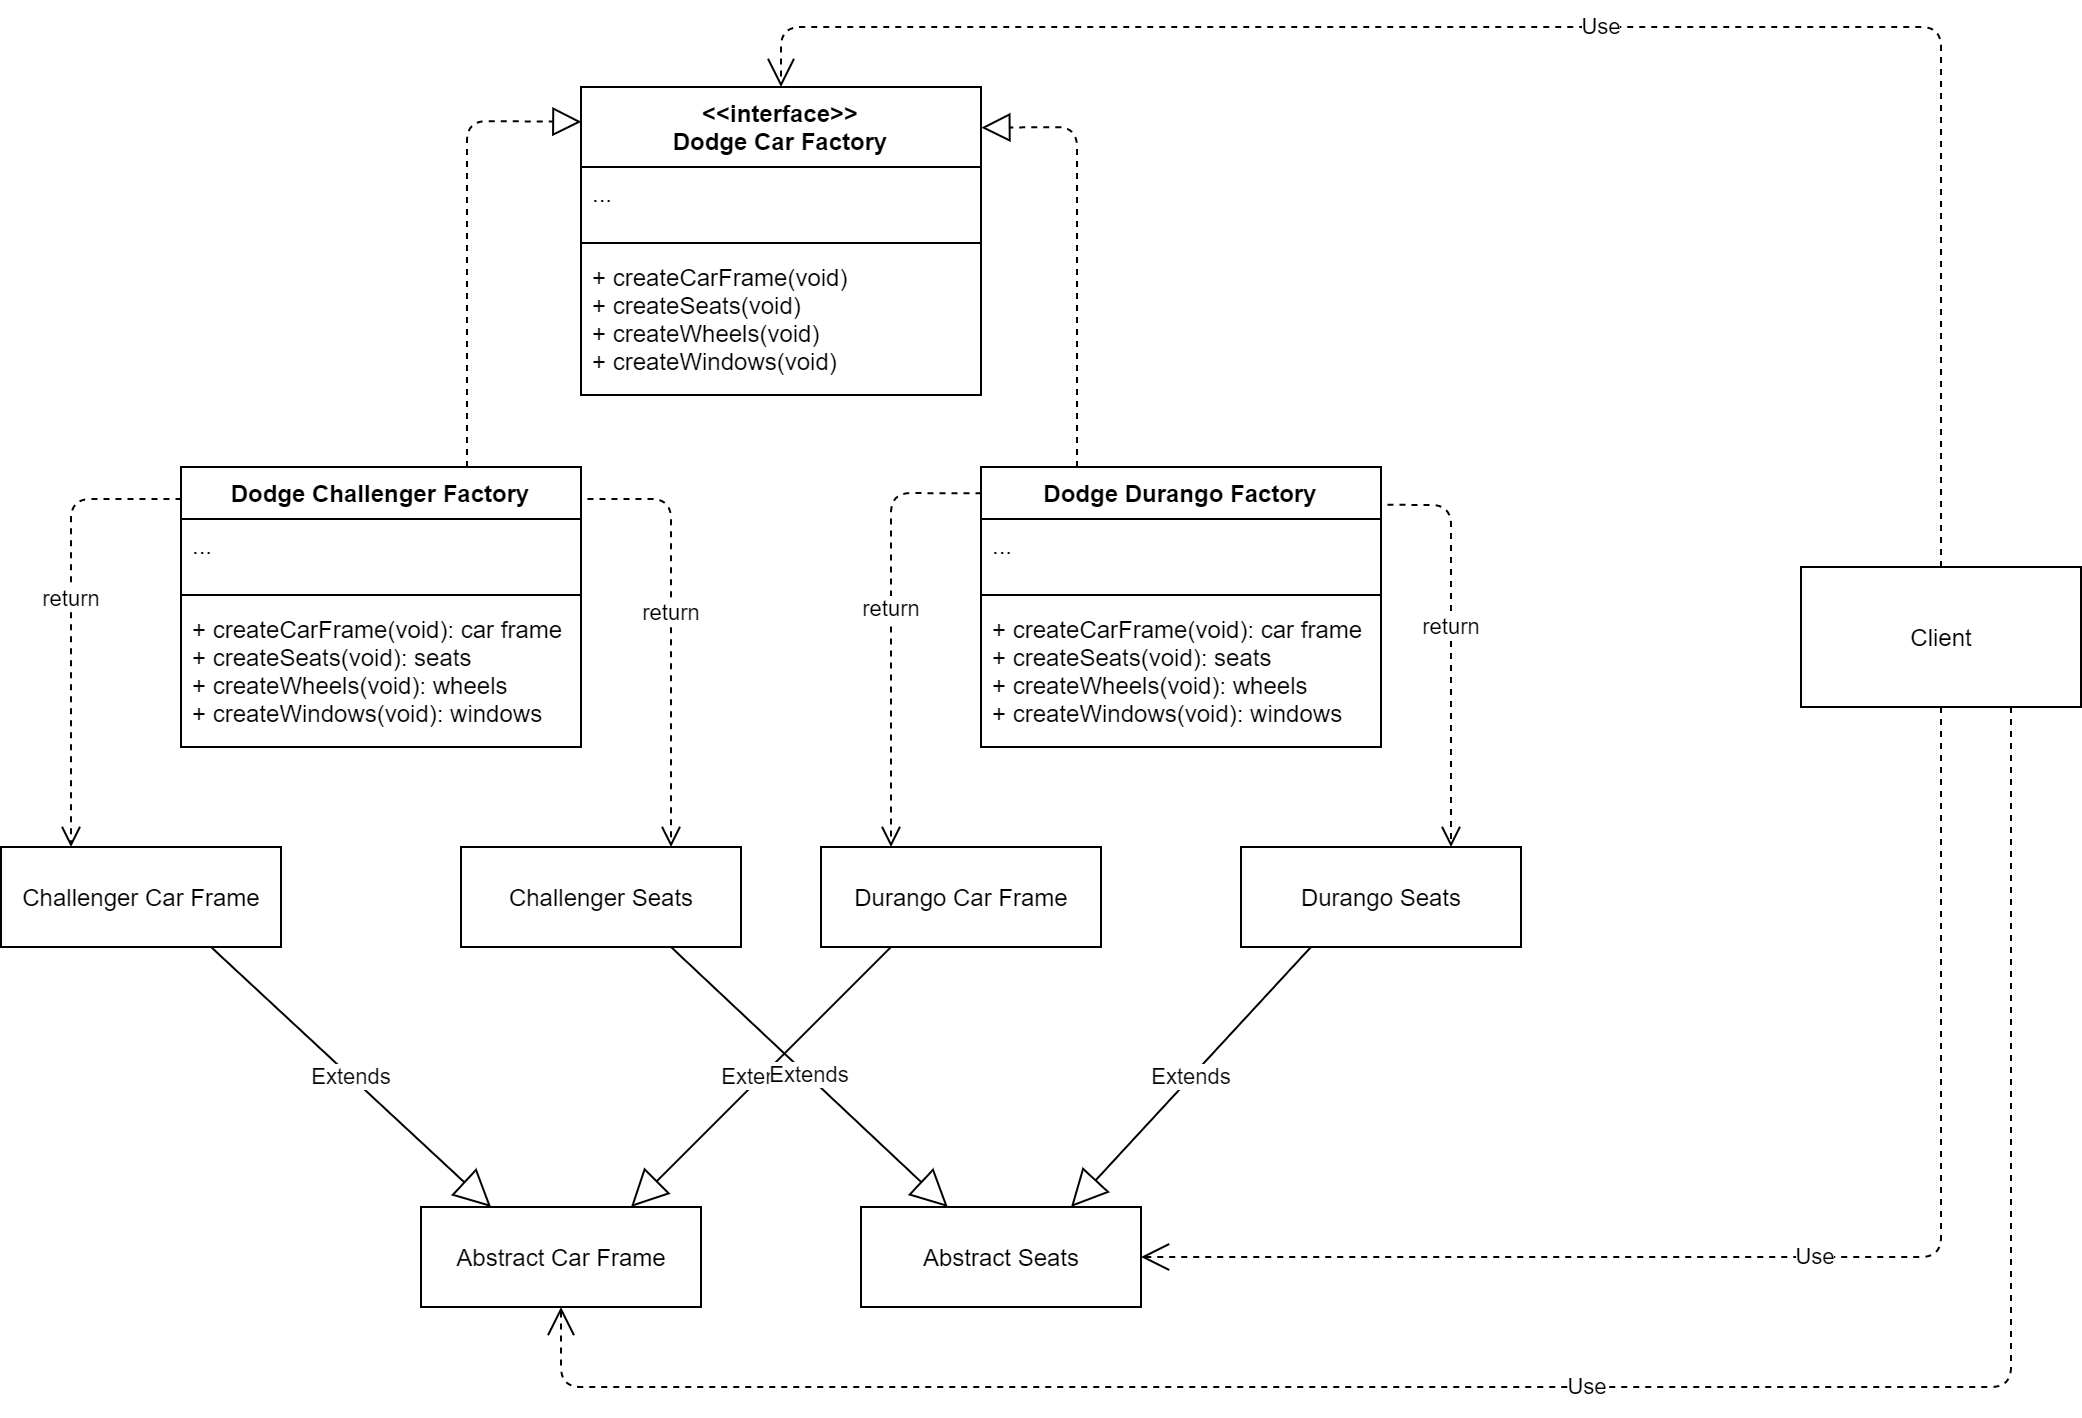 Use
<<interface>>
Dodge Car Factory
...
+ createCarFrame(void)
+ createSeats(void)
+ createWheels(void)
+ createWindows(void)
Dodge Challenger Factory
...
+ createCarFrame(void): car frame
+ createSeats(void): seats
+ createWheels(void): wheels
+ createWindows(void): windows
Dodge Durango Factory
...
+ createCarFrame(void): car frame
+ createSeats(void): seats
+ createWheels(void): wheels
+ createWindows(void): windows
return
return
return
return
Client
Challenger Car Frame
Challenger Seats
Durango Car Frame
Durango Seats
Extends
Exten
Extends
Extends
Abstract Car Frame
Abstract Seats
Use
Use